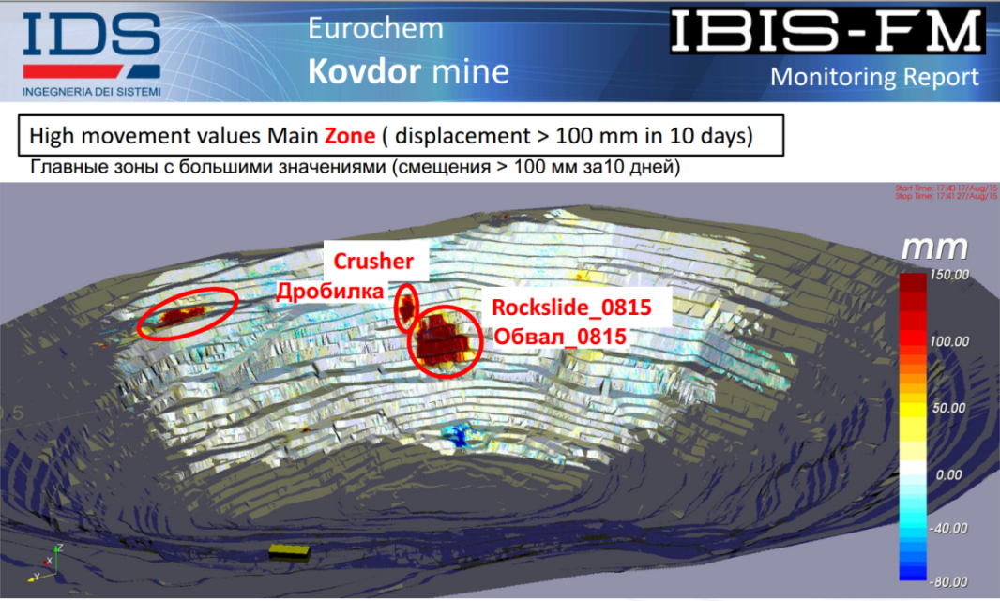 IDS
INGEGNERIA DEI SISTEMI
Eurochem
Kovdor mine
IBIS-FM
Monitoring Report
High movement values Main Zone ( displacement > 100 mm in 10 days)
Главные зоны с большими значениями (смещения > 100 мм за10 дней)
Start Time: 17:40 17/Aug/15
Stop Time: 17:41 27/Aug/15
mm
Crusher
Дробилка
Rockslide_0815
Обвал_0815
150.00
100.00
50.00
0.00
-40.00
-80.00
0.5
Z
X
Y